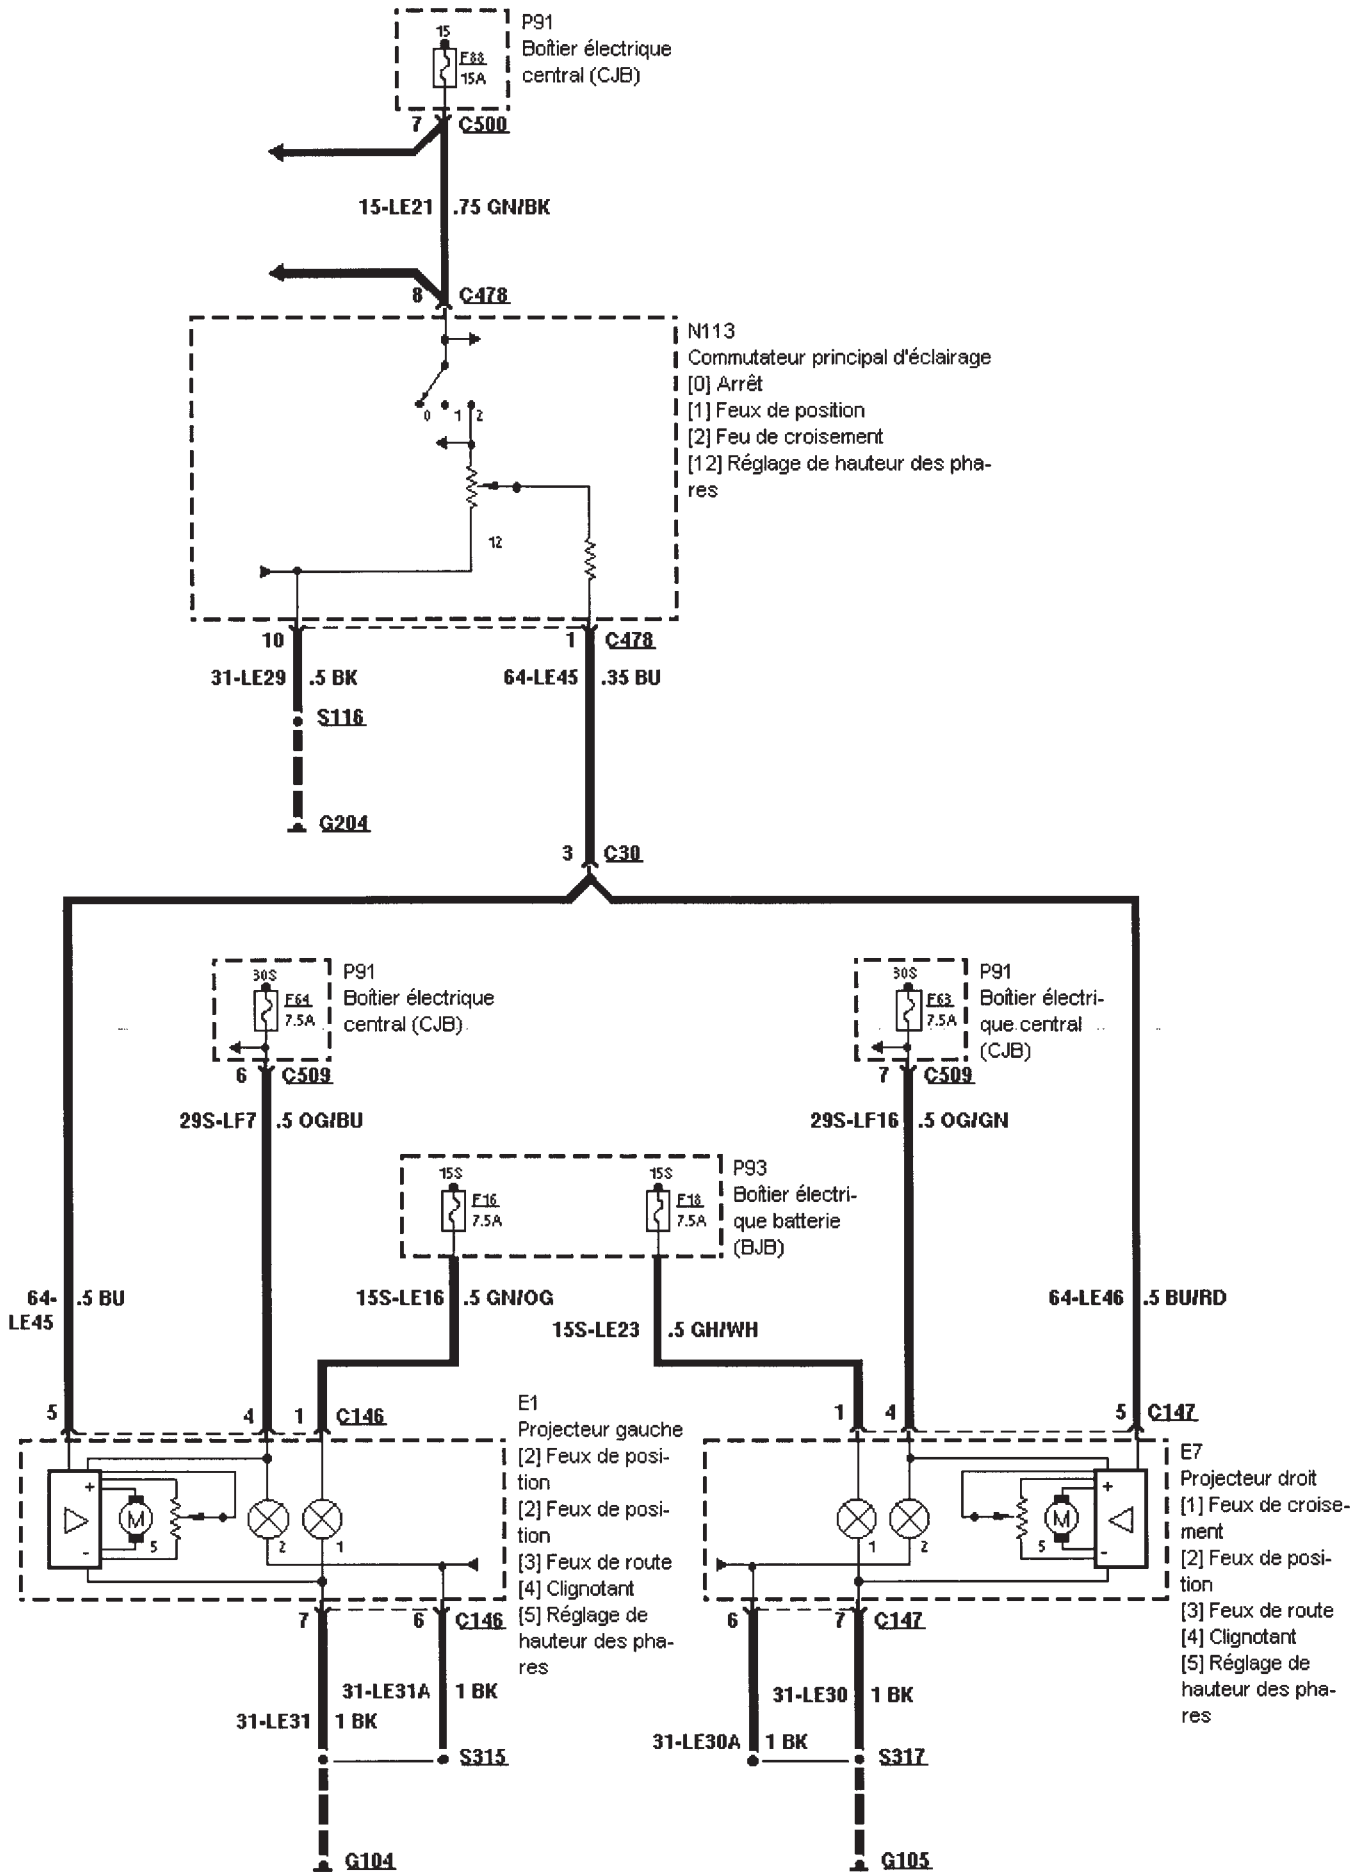 P91
Boîtier électrique
central (CJB)
15
F88
15A
7
C500
15-LE21
.75 GN/BK
8
C478
N113
Commutateur principal d'éclairage
[0] Arrêt
[1] Feux de position
[2] Feu de croisement
[12] Réglage de hauteur des pha-
res
0
1
2
12
10
1
C478
31-LE29
.5 BK
64-LE45
.35 BU
S116
G204
3
C30
30S
F64
7.5A
P91
Boîtier électrique
central (CJB)
6
C509
29S-LF7
.5 OG/BU
30S
F63
7.5A
P91
Boîtier électri-
que central
(CJB)
7
C509
29S-LF16
.5 OG/GN
15S
F16
7.5A
15S
F18
7.5A
P93
Boîtier électri-
que batterie
(BJB)
64-
LE45
.5 BU
15S-LE16
.5 GN/OG
15S-LE23
.5 GH/WH
64-LE46
.5 BU/RD
5
4
1
C146
E1
Projecteur gauche
[2] Feux de posi-
tion
[2] Feux de posi-
tion
[3] Feux de route
[4] Clignotant
[5] Réglage de
hauteur des pha-
res
+
-
M
5
2
1
7
6
C146
31-LE31A
1 BK
31-LE31
1 BK
S315
G104
1
4
5
C147
E7
Projecteur droit
[1] Feux de croise-
ment
[2] Feux de posi-
tion
[3] Feux de route
[4] Clignotant
[5] Réglage de
hauteur des pha-
res
1
2
5
M
+
-
6
7
C147
31-LE30
1 BK
31-LE30A
1 BK
S317
G105